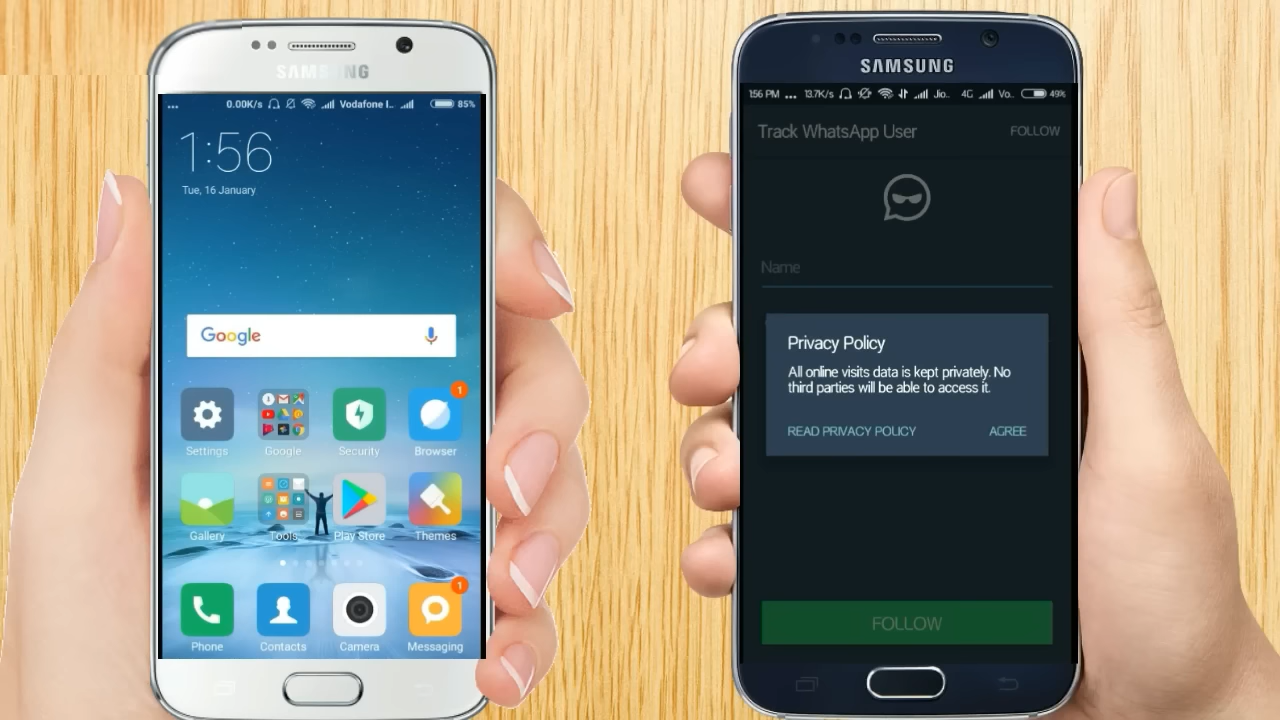 SAMSUNG
... 0.00K/s Vodafone I.. 85%
1:56
Tue, 16 January
Google
1
Settings Google Security Browser
Gallery Tools Play Store Themes
1
Phone Contacts Camera Messaging
SAMSUNG
1:56 PM ... 13.7K/s Jio.. 4G Vo.. 49%
Track WhatsApp User FOLLOW
Name
Privacy Policy
All online visits data is kept privately. No
third parties will be able to access it.
READ PRIVACY POLICY AGREE
FOLLOW